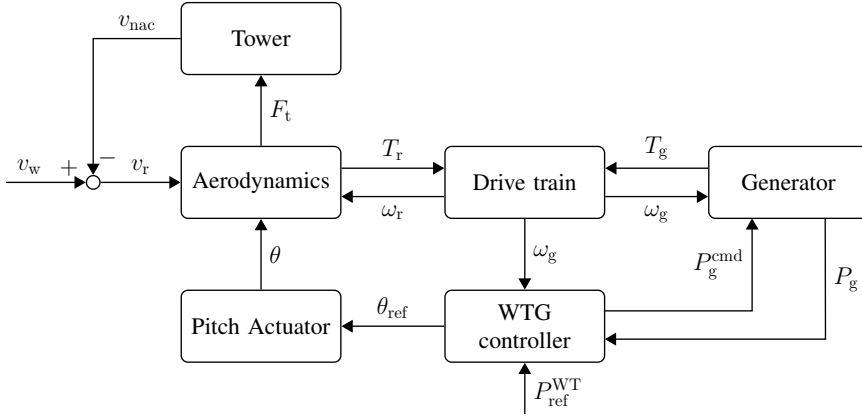 v_nac
Tower
F_t
v_w + − v_r
Aerodynamics
T_r
ω_r
Drive train
T_g
ω_g
Generator
θ
ω_g
P_g^cmd
P_g
Pitch Actuator
θ_ref
WTG
controller
P_ref^WT